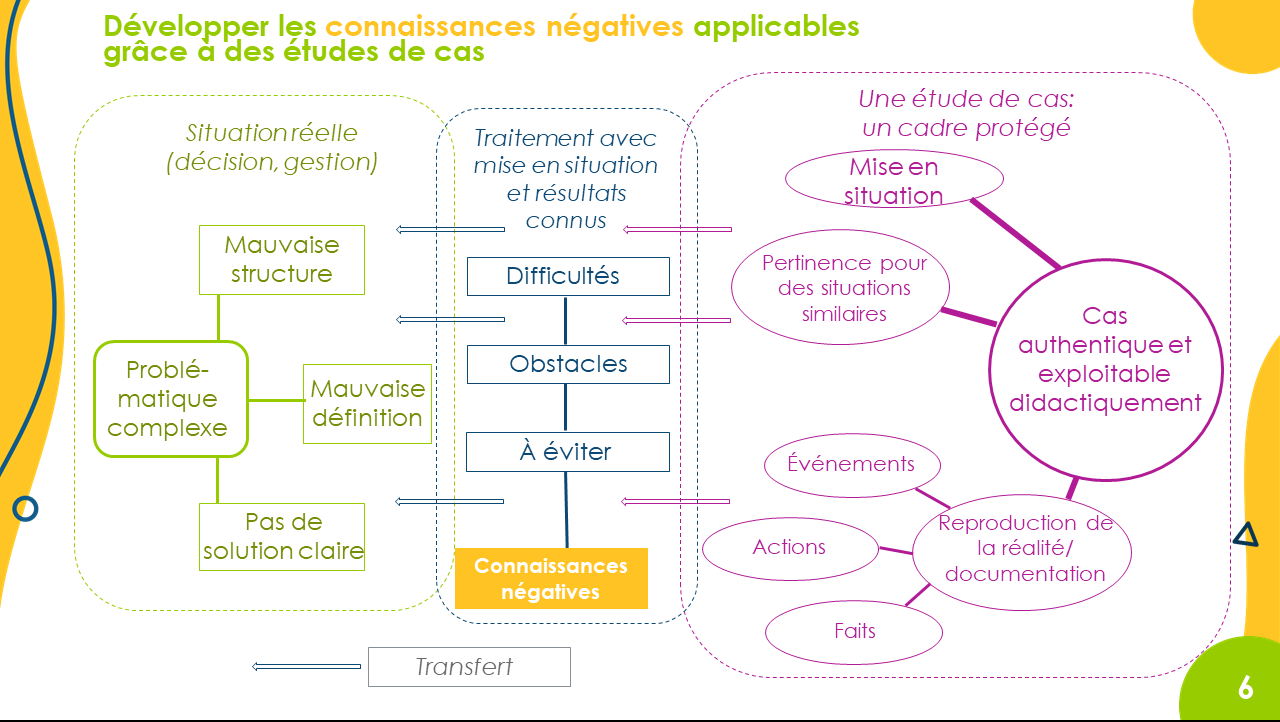 Développer les connaissances négatives applicables
grâce à des études de cas
Situation réelle
(décision, gestion)
Mauvaise
structure
Problé-
matique
complexe
Mauvaise
définition
Pas de
solution claire
Traitement avec
mise en situation
et résultats
connus
Difficultés
Obstacles
À éviter
Connaissances
négatives
Une étude de cas:
un cadre protégé
Mise en
situation
Pertinence pour
des situations
similaires
Cas
authentique et
exploitable
didactiquement
Événements
Actions
Faits
Reproduction de
la réalité/
documentation
Transfert
6